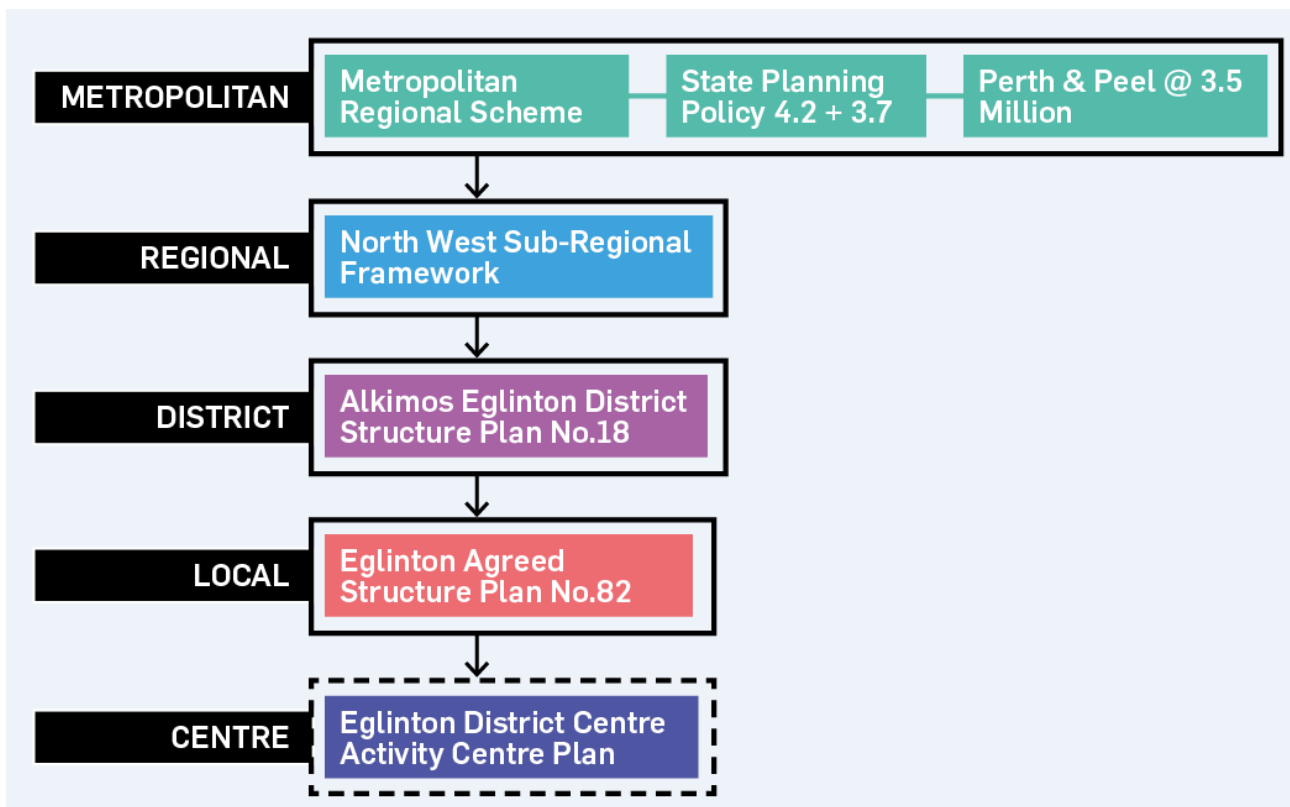 METROPOLITAN
Metropolitan
Regional Scheme
State Planning
Policy 4.2 + 3.7
Perth & Peel @ 3.5
Million
REGIONAL
North West Sub-Regional
Framework
DISTRICT
Alkimos Eglinton District
Structure Plan No.18
LOCAL
Eglinton Agreed
Structure Plan No.82
CENTRE
Eglinton District Centre
Activity Centre Plan